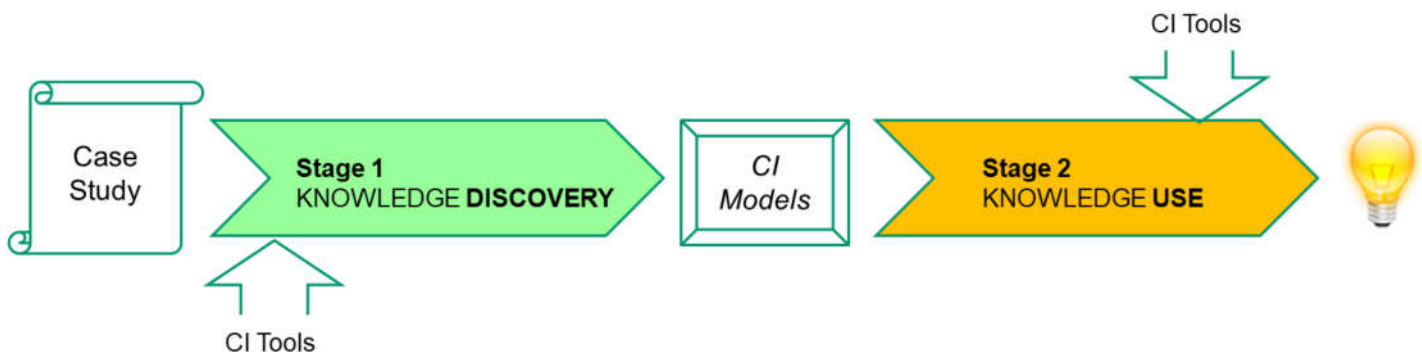 CI Tools
Case
Study
Stage 1
KNOWLEDGE DISCOVERY
CI
Models
Stage 2
KNOWLEDGE USE
CI Tools